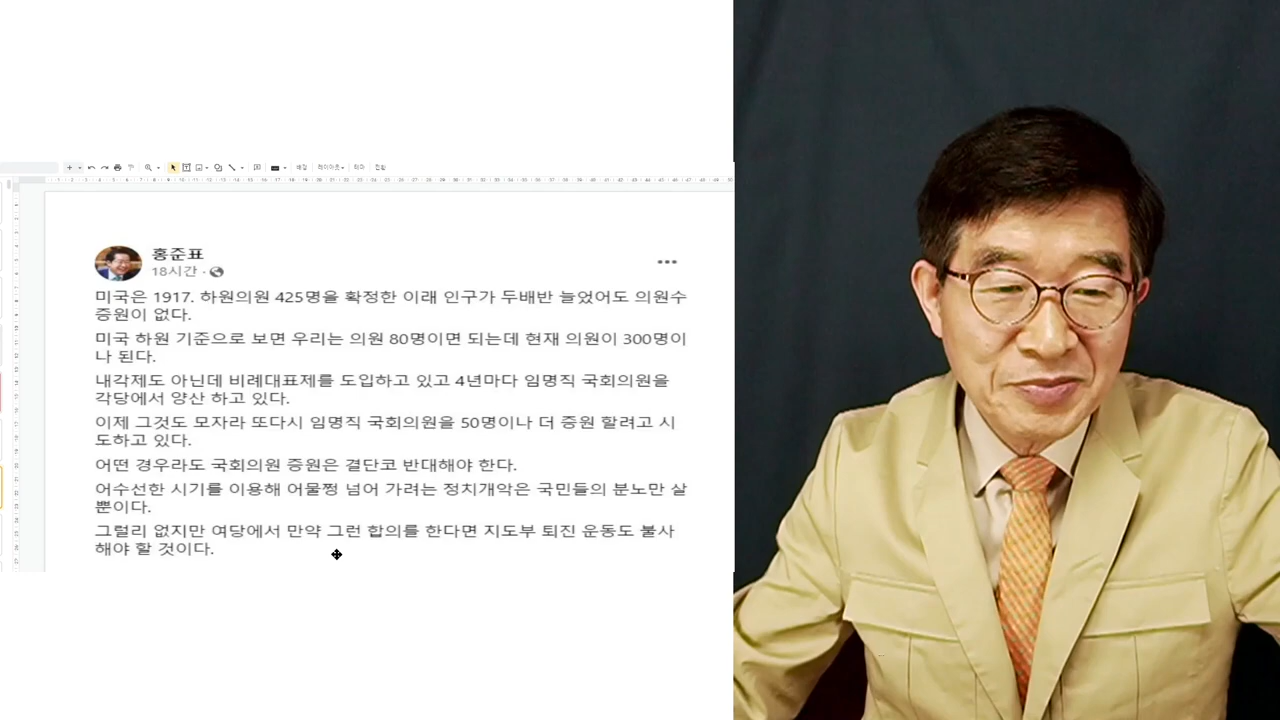 홍준표
18시간 ·
미국은 1917. 하원의원 425명을 확정한 이래 인구가 두배반 늘었어도 의원수
증원이 없다.
미국 하원 기준으로 보면 우리는 의원 80명이면 되는데 현재 의원이 300명이
나 된다.
내각제도 아닌데 비례대표제를 도입하고 있고 4년마다 임명직 국회의원을
각당에서 양산 하고 있다.
이제 그것도 모자라 또다시 임명직 국회의원을 50명이나 더 증원 할려고 시
도하고 있다.
어떤 경우라도 국회의원 증원은 결단코 반대해야 한다.
어수선한 시기를 이용해 어물쩡 넘어 가려는 정치개악은 국민들의 분노만 살
뿐이다.
그럴리 없지만 여당에서 만약 그런 합의를 한다면 지도부 퇴진 운동도 불사
해야 할 것이다.